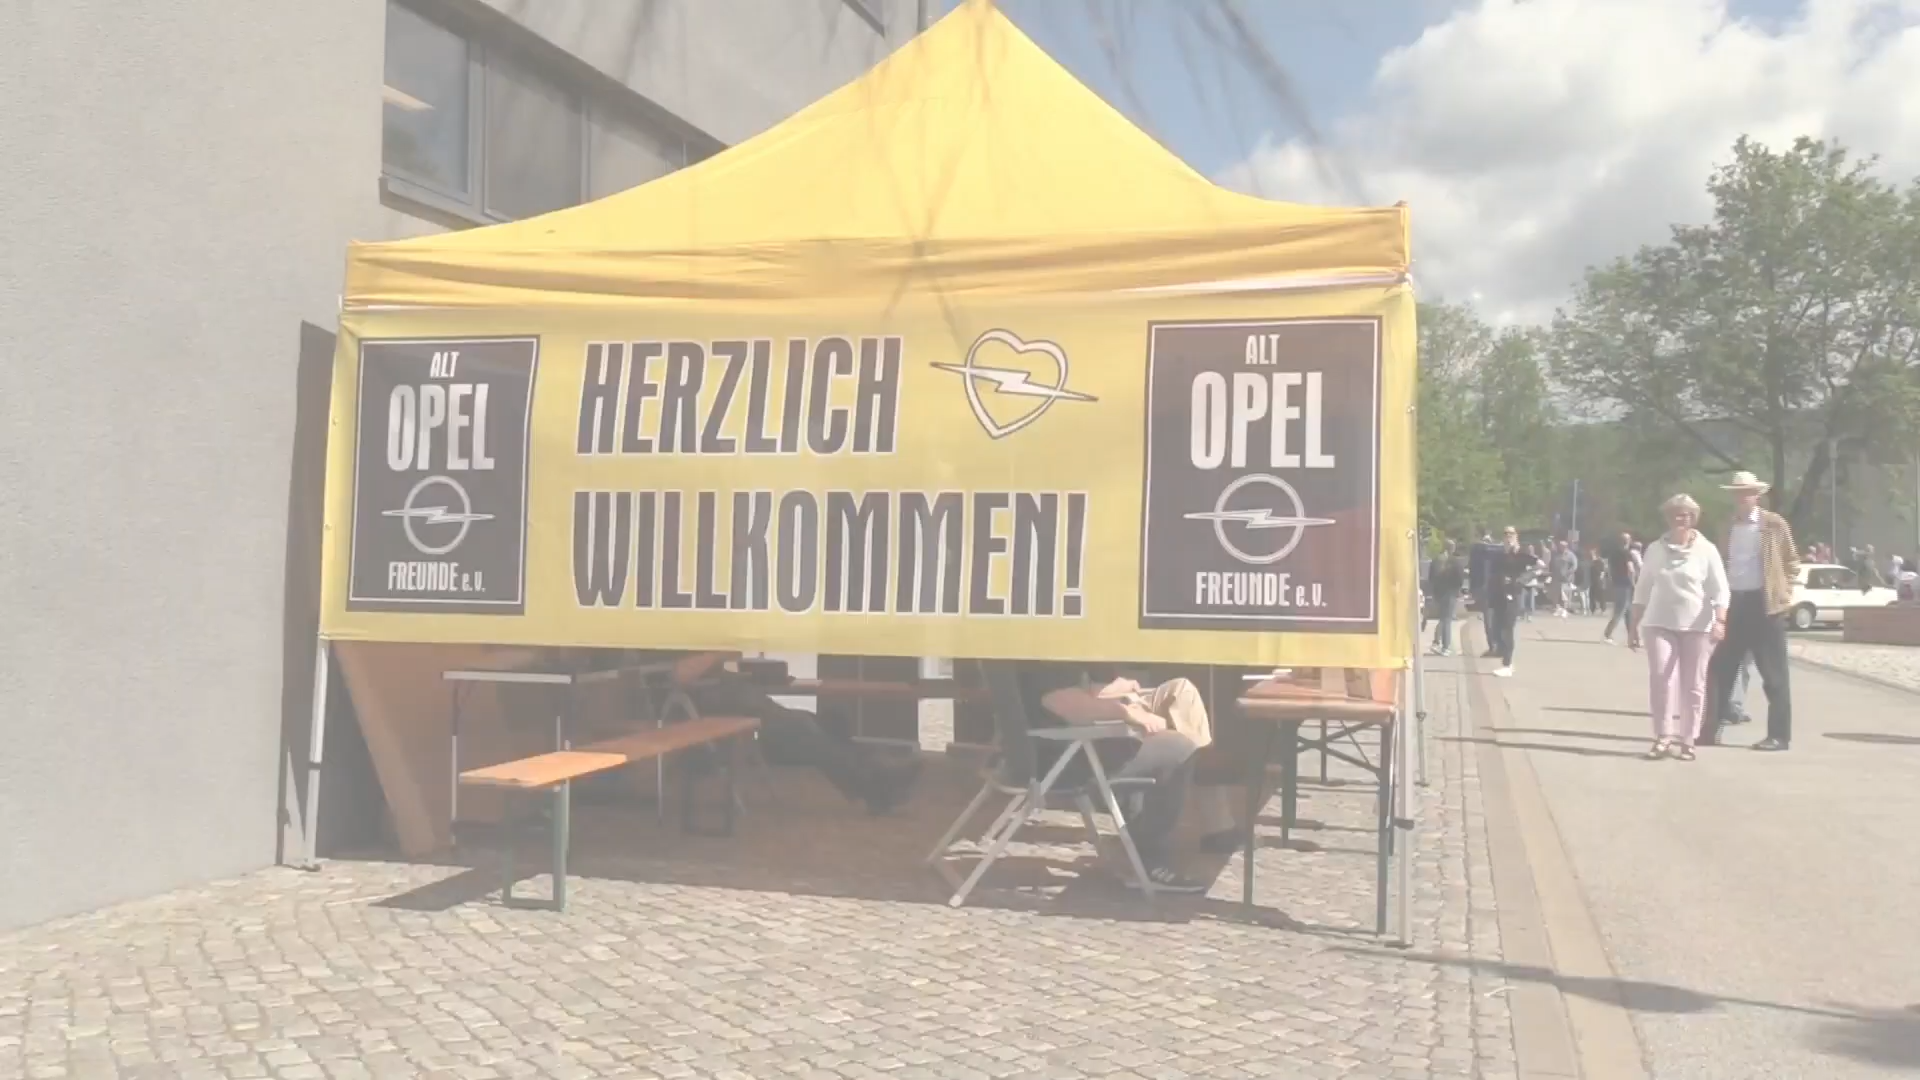 ALT
OPEL
FREUNDE e.V.
HERZLICH
WILLKOMMEN!
ALT
OPEL
FREUNDE e.V.